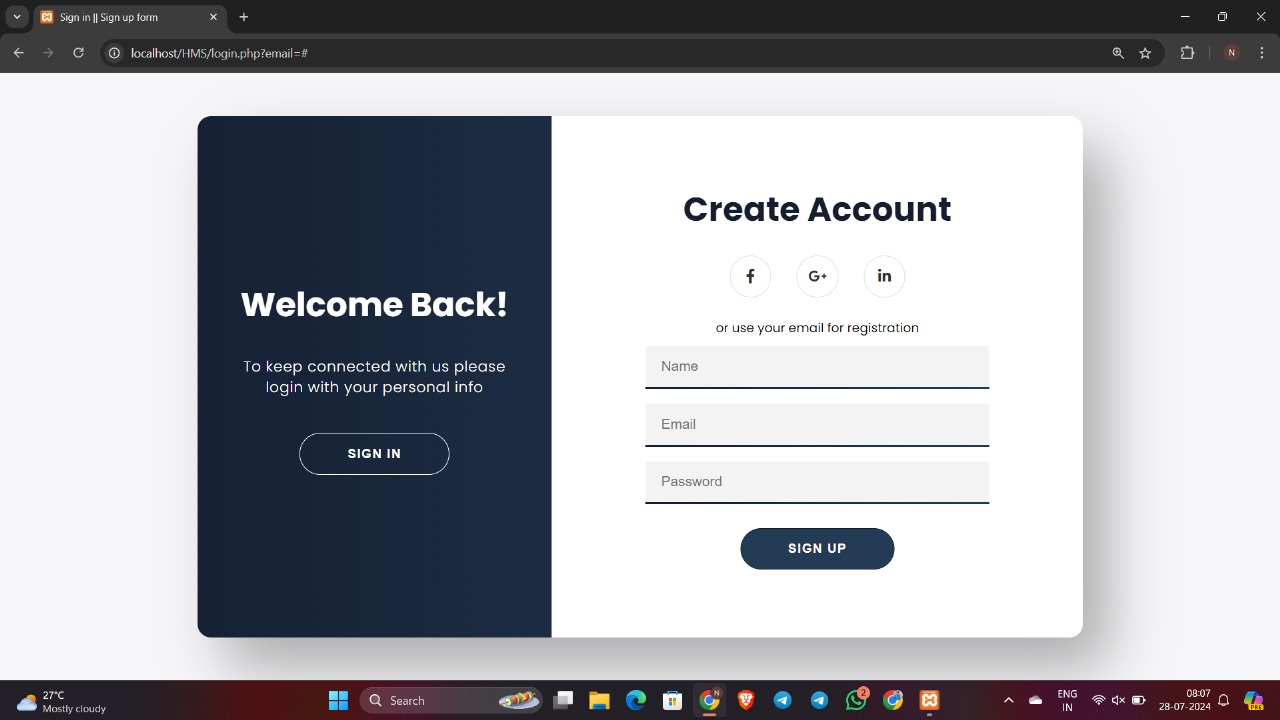 Sign in || Sign up form
localhost/HMS/login.php?email=#
N
Welcome Back!
To keep connected with us please
login with your personal info
SIGN IN
Create Account
f
G+
in
or use your email for registration
Name
Email
Password
SIGN UP
27°C
Mostly cloudy
Search
N
2
ENG
IN
08:07
28-07-2024
PRE